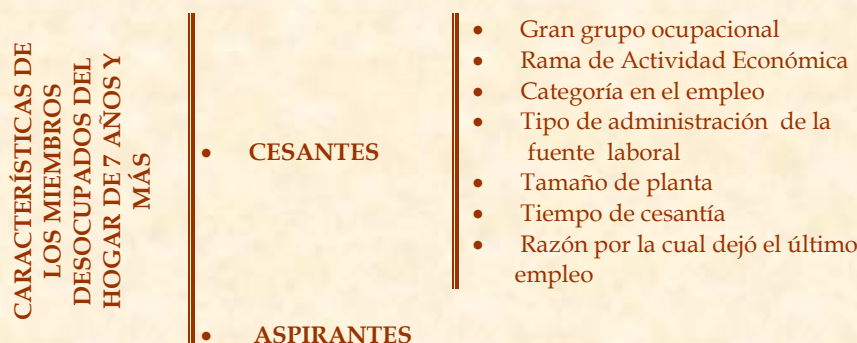 CARACTERÍSTICAS DE
LOS MIEMBROS
DESOCUPADOS DEL
HOGAR DE 7 AÑOS Y
MÁS
• CESANTES
• Gran grupo ocupacional
• Rama de Actividad Económica
• Categoría en el empleo
• Tipo de administración de la
fuente laboral
• Tamaño de planta
• Tiempo de cesantía
• Razón por la cual dejó el último
empleo
• ASPIRANTES